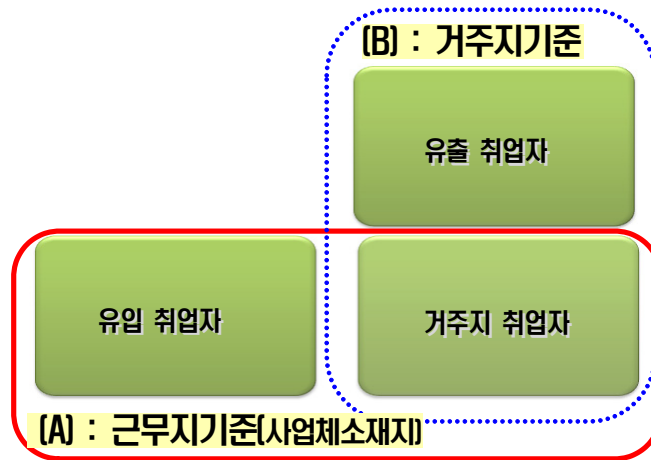 (B) : 거주지기준
유출 취업자
유입 취업자
거주지 취업자
(A) : 근무지기준(사업체소재지)